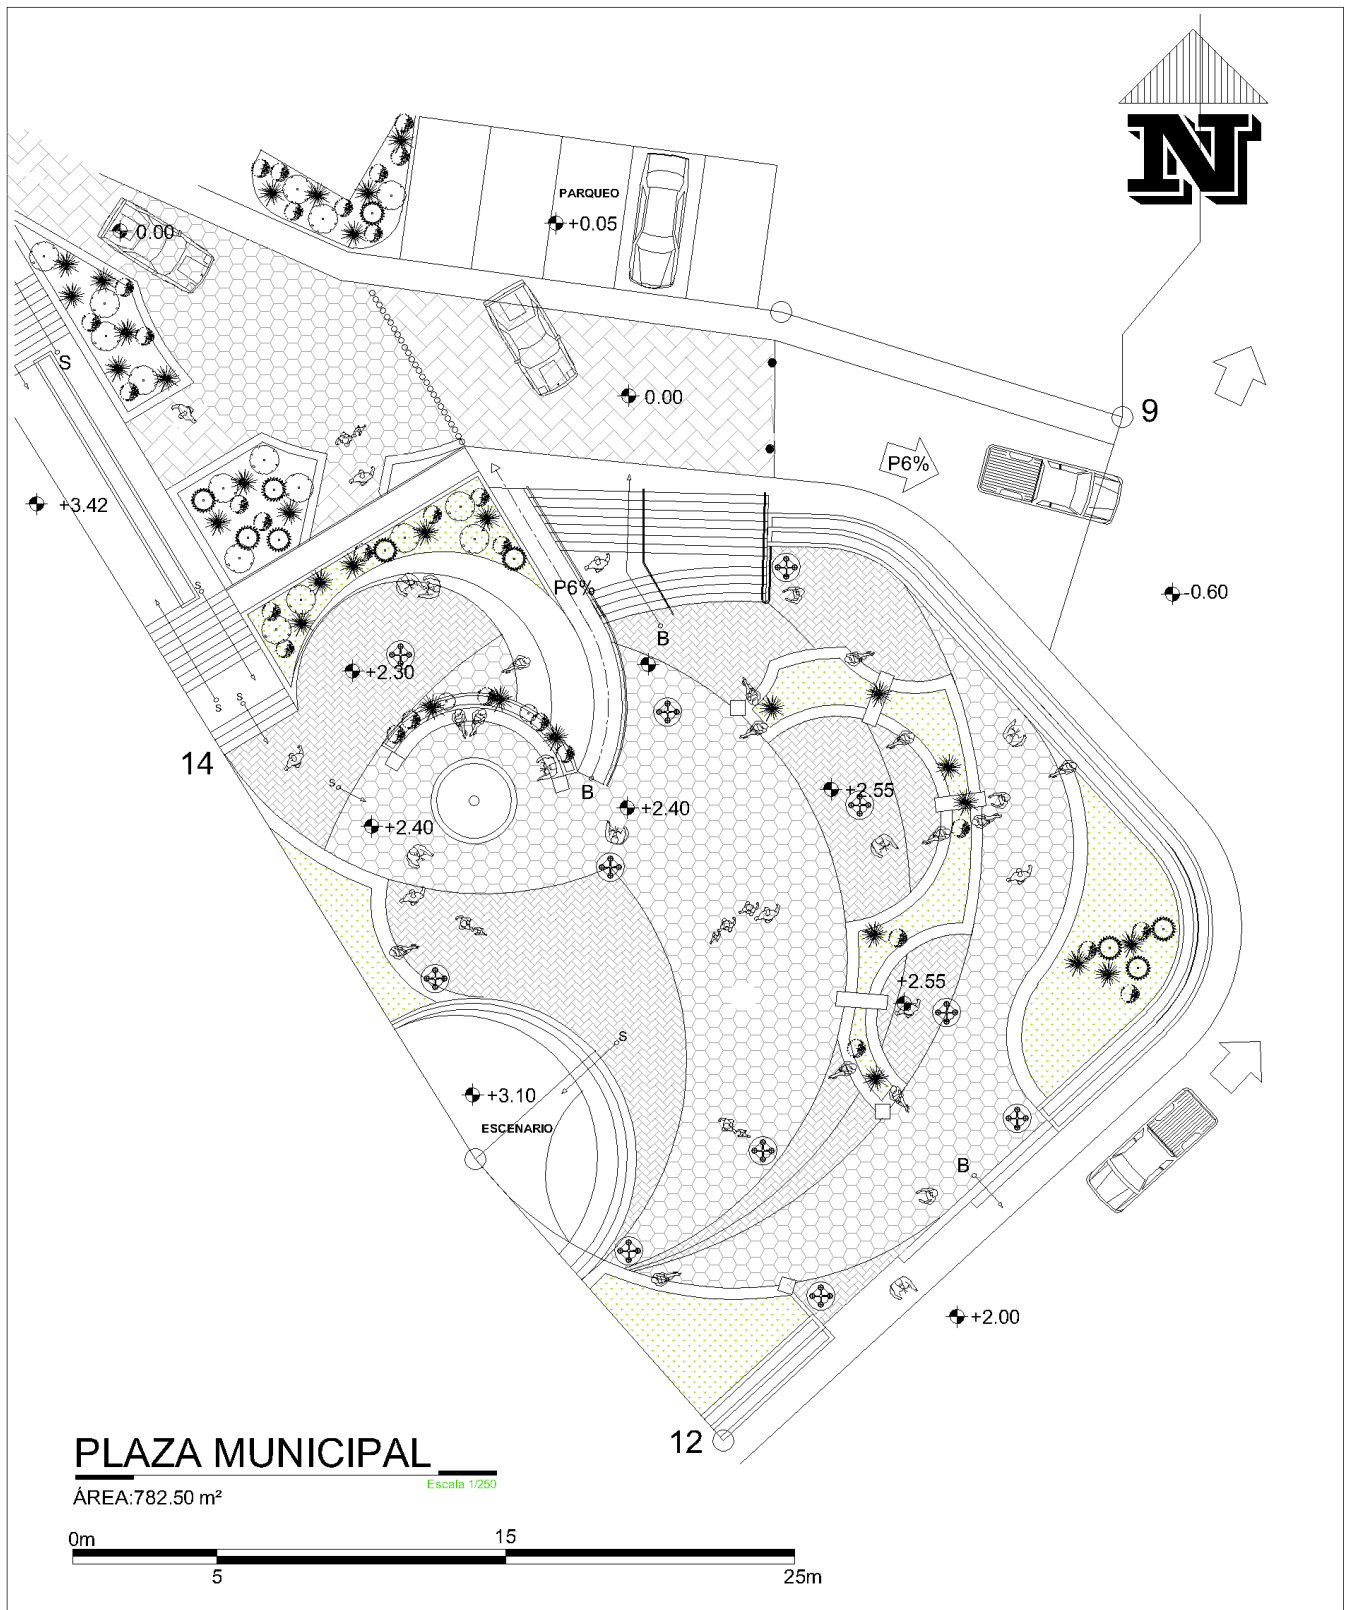 N
PARQUEO
+0.05
0.00
S
0.00
9
P6%
+3.42
P6%
-0.60
S
B
+2.30
S
S
14
S
B
+2.55
+2.40
+2.40
+2.55
S
+3.10
ESCENARIO
B
+2.00
12
PLAZA MUNICIPAL
Escala 1/250
ÁREA:782.50 m²
0m
15
5
25m